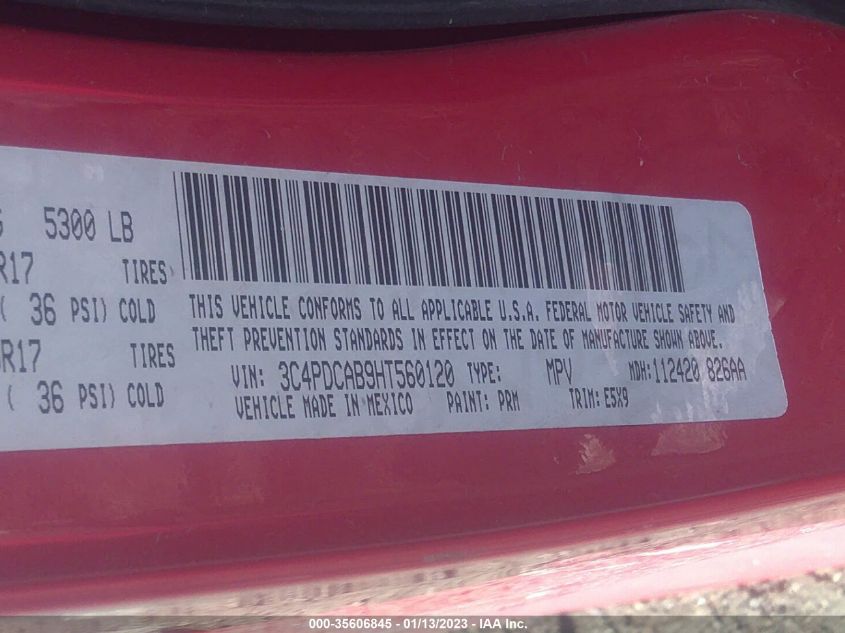 5300 LB
R17 TIRES
( 36 PSI) COLD
R17 TIRES
( 36 PSI) COLD
THIS VEHICLE CONFORMS TO ALL APPLICABLE U.S.A. FEDERAL MOTOR VEHICLE SAFETY AND
THEFT PREVENTION STANDARDS IN EFFECT ON THE DATE OF MANUFACTURE SHOWN ABOVE.
VIN: 3C4PDCAB9HT560120 TYPE: MPV MDH: 112420 826AA
VEHICLE MADE IN MEXICO PAINT: PRM TRIM: E5X9
000-35606845 - 01/13/2023 - IAA Inc.